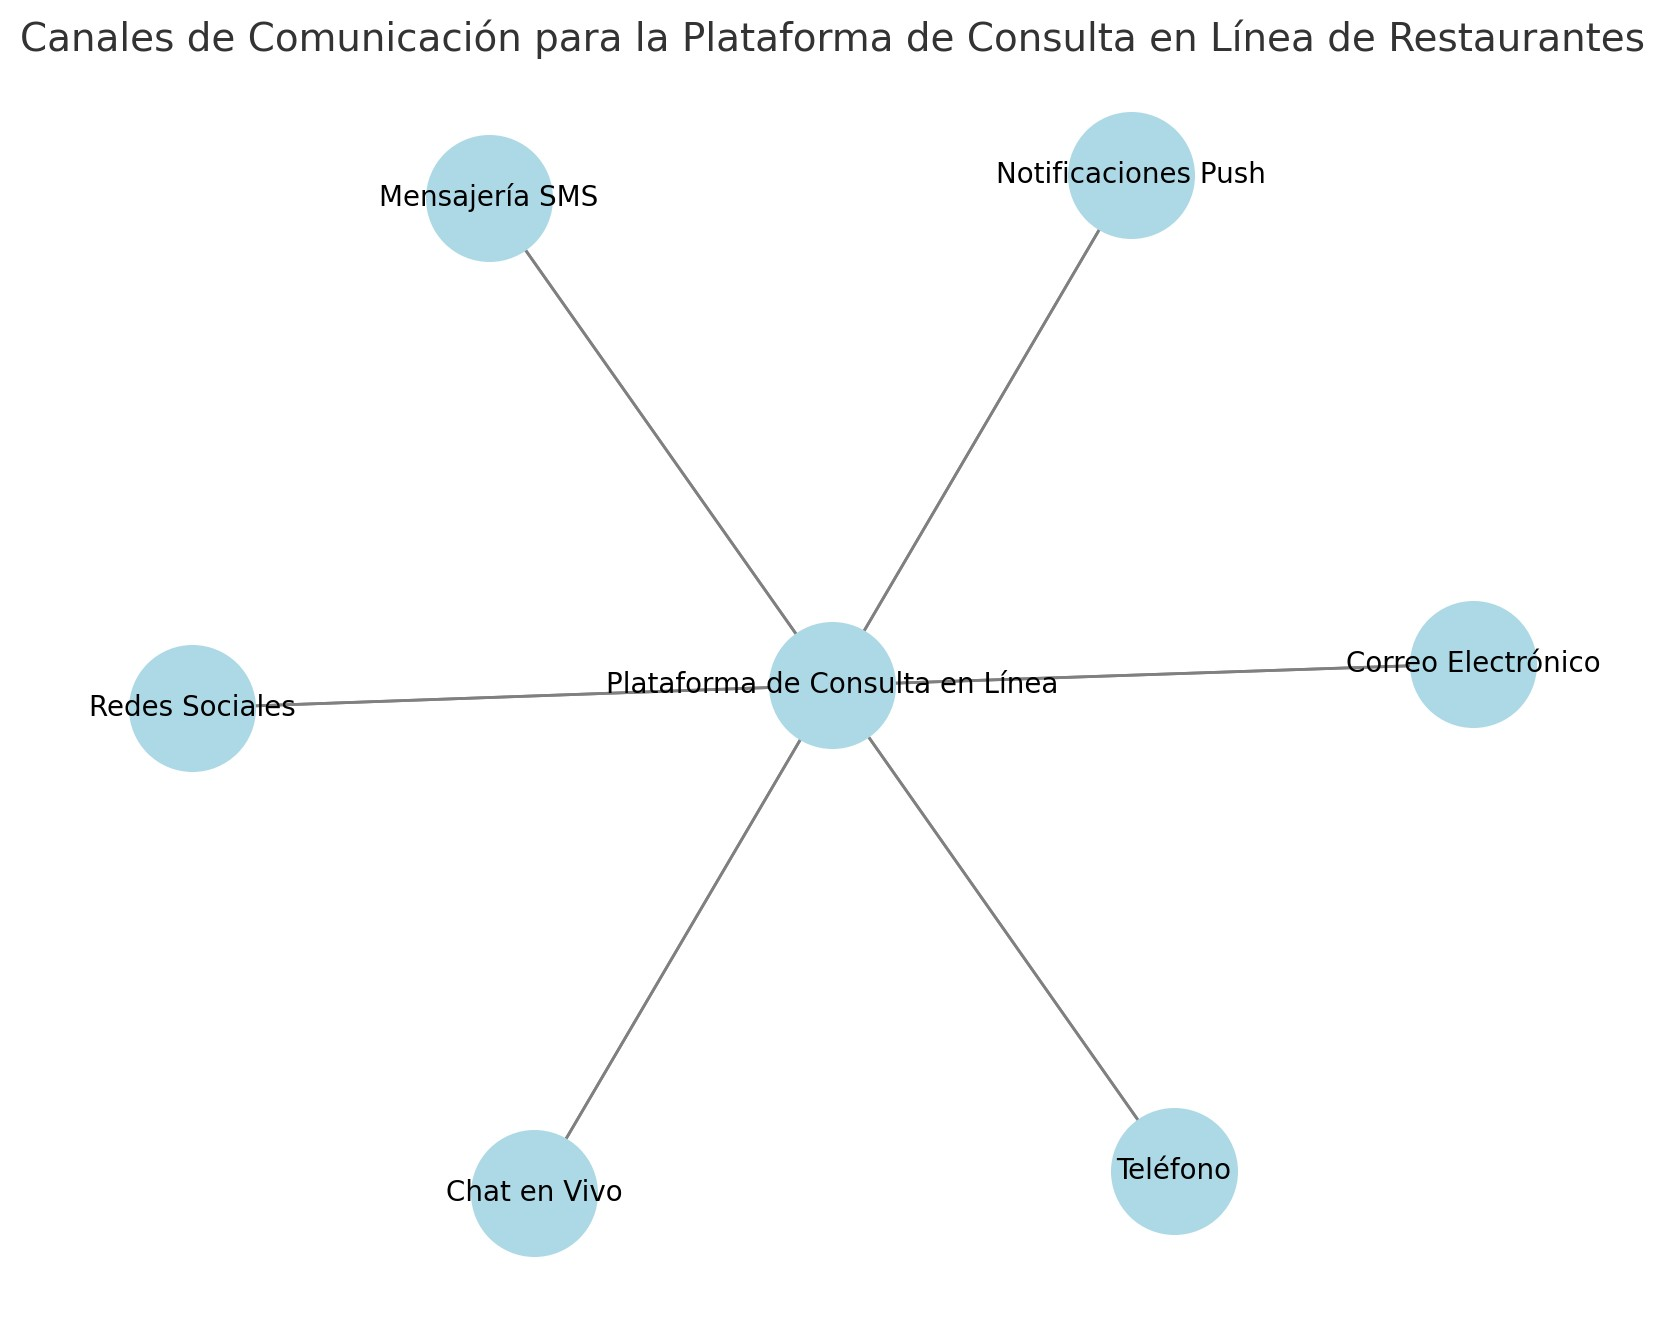 Canales de Comunicación para la Plataforma de Consulta en Línea de Restaurantes
Notificaciones Push
Mensajería SMS
Correo Electrónico
Plataforma de Consulta en Línea
Redes Sociales
Teléfono
Chat en Vivo